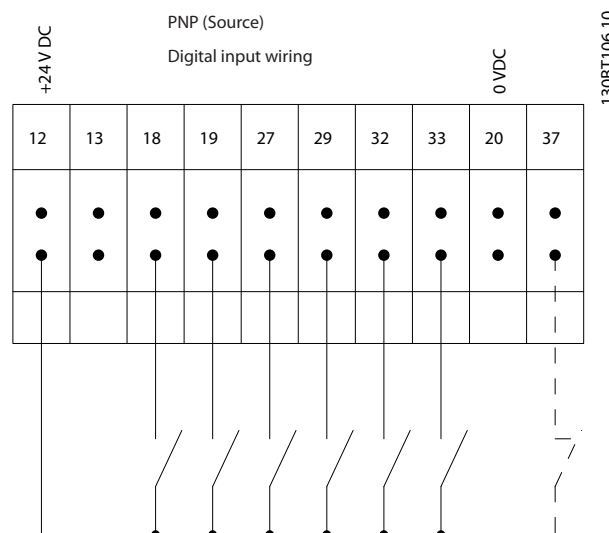 PNP (Source)
Digital input wiring
+24 V DC
0 VDC
130BT106.10
12 13 18 19 27 29 32 33 20 37